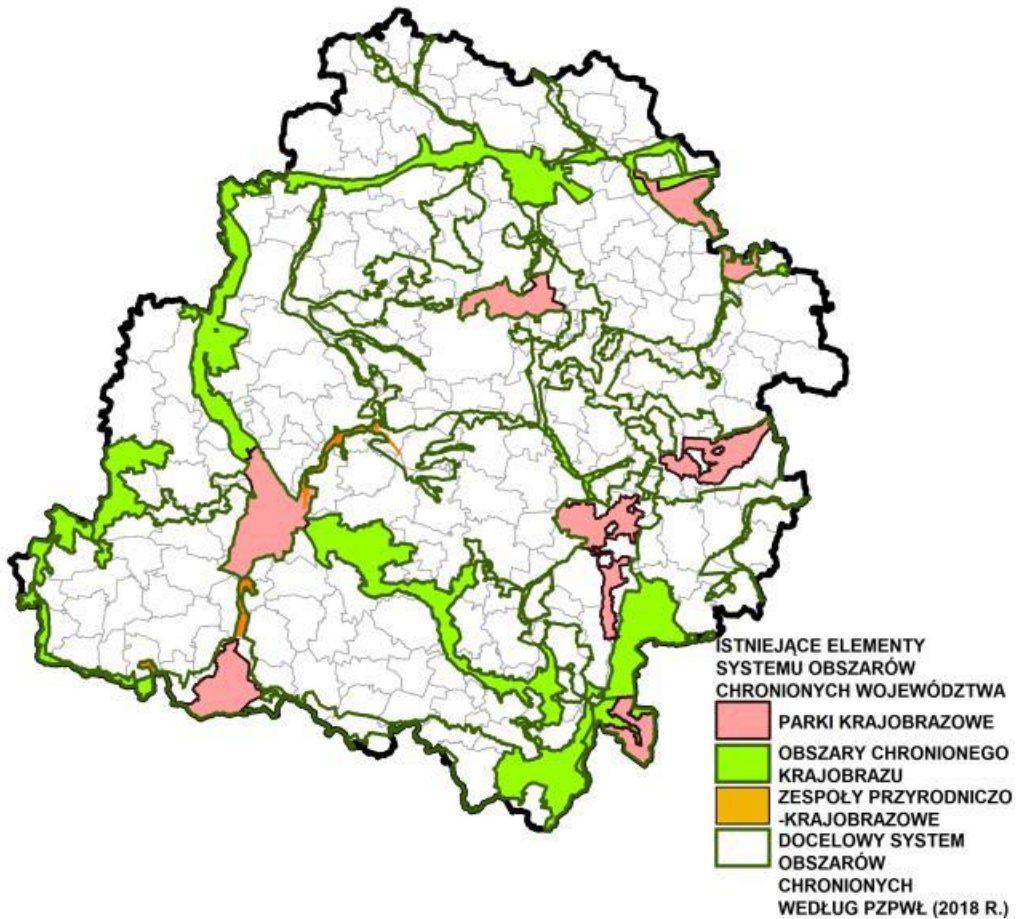 ISTNIEJĄCE ELEMENTY
SYSTEMU OBSZARÓW
CHRONIONYCH WOJEWÓDZTWA
PARKI KRAJOBRAZOWE
OBSZARY CHRONIONEGO
KRAJOBRAZU
ZESPOŁY PRZYRODNICZO
-KRAJOBRAZOWE
DOCELOWY SYSTEM
OBSZARÓW
CHRONIONYCH
WEDŁUG PZPWŁ (2018 R.)